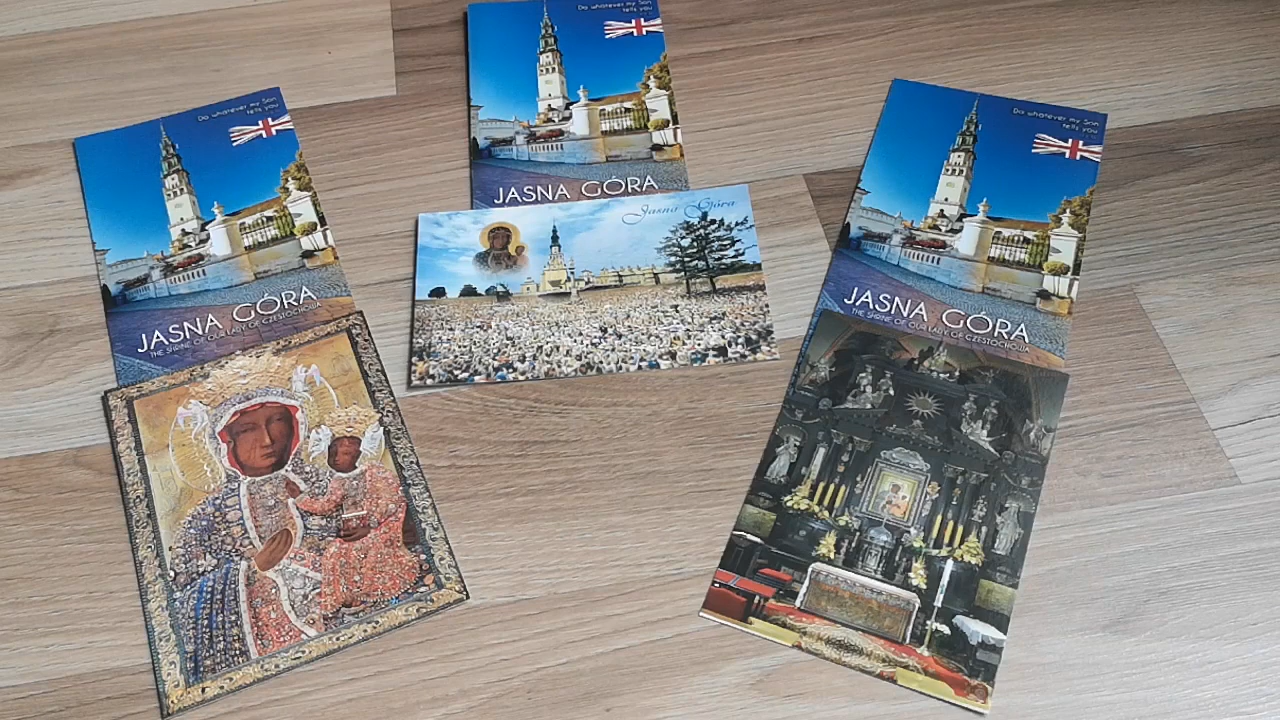 Do whatever my Son
tells you
JASNA GÓRA
THE SHRINE OF OUR LADY OF CZESTOCHOWA
Do whatever my Son
tells you
JASNA GÓRA
Jasna Góra
Do whatever my Son
tells you
JASNA GÓRA
THE SHRINE OF OUR LADY OF CZESTOCHOWA